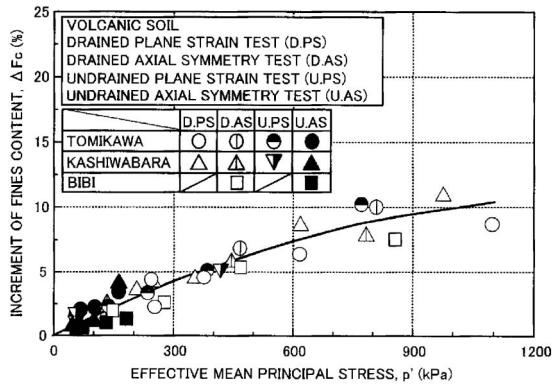 25
20
15
10
5
0
INCREMENT OF FINES CONTENT, ΔFc (%)
VOLCANIC SOIL
DRAINED PLANE STRAIN TEST (D.PS)
DRAINED AXIAL SYMMETRY TEST (D.AS)
UNDRAINED PLANE STRAIN TEST (U.PS)
UNDRAINED AXIAL SYMMETRY TEST (U.AS)
D.PS D.AS U.PS U.AS
TOMIKAWA
KASHIWABARA
BIBI
0 300 600 900 1200
EFFECTIVE MEAN PRINCIPAL STRESS, p' (kPa)